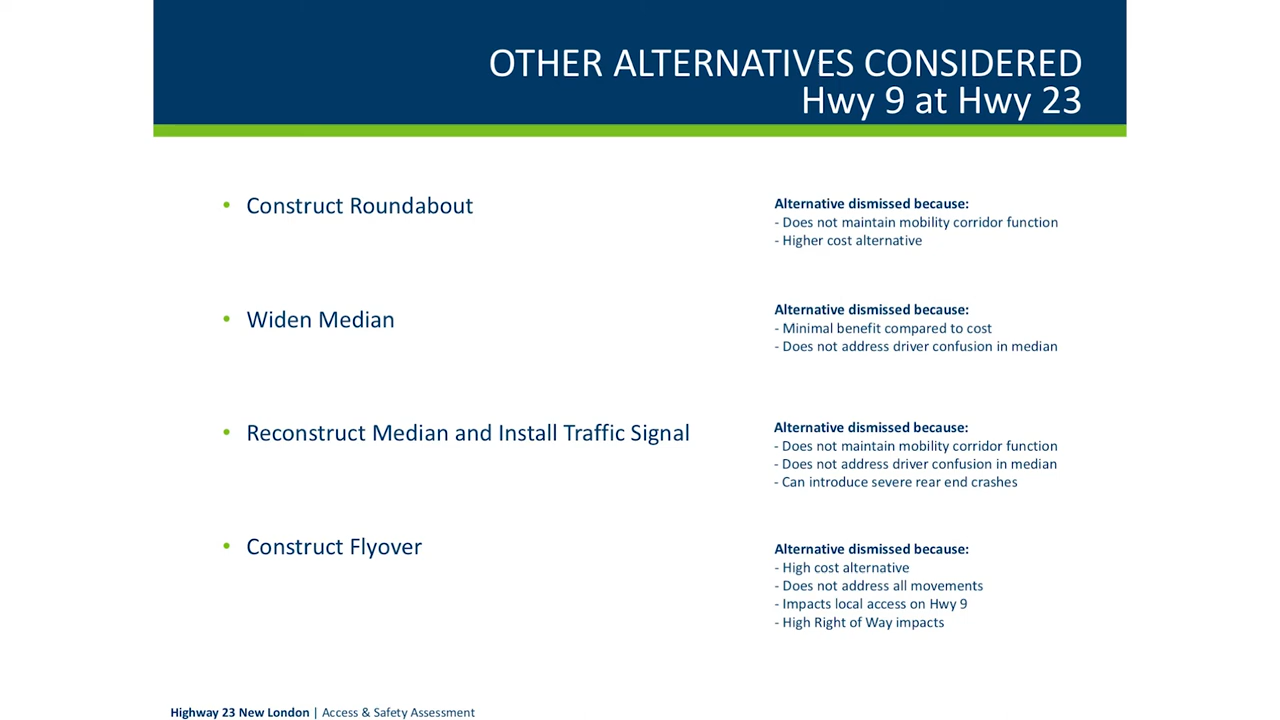 OTHER ALTERNATIVES CONSIDERED
Hwy 9 at Hwy 23
• Construct Roundabout
Alternative dismissed because:
- Does not maintain mobility corridor function
- Higher cost alternative
• Widen Median
Alternative dismissed because:
- Minimal benefit compared to cost
- Does not address driver confusion in median
• Reconstruct Median and Install Traffic Signal
Alternative dismissed because:
- Does not maintain mobility corridor function
- Does not address driver confusion in median
- Can introduce severe rear end crashes
• Construct Flyover
Alternative dismissed because:
- High cost alternative
- Does not address all movements
- Impacts local access on Hwy 9
- High Right of Way impacts
Highway 23 New London | Access & Safety Assessment